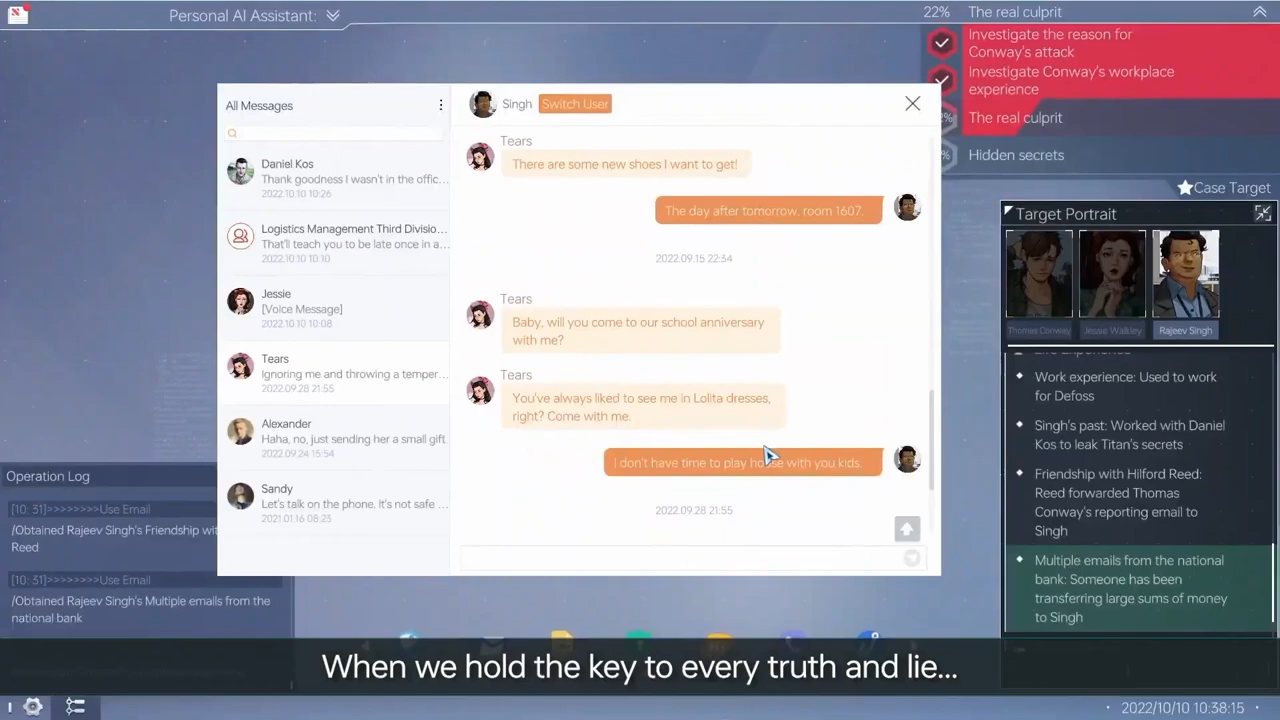 Personal AI Assistant:
22%
The real culprit
Investigate the reason for
Conway's attack
Investigate Conway's workplace
experience
The real culprit
Hidden secrets
Case Target
Target Portrait
Thomas Conway
Jessie Walkley
Rajeev Singh
Work experience: Used to work
for Defoss
Singh's past: Worked with Daniel
Kos to leak Titan's secrets
Friendship with Hilford Reed:
Reed forwarded Thomas
Conway's reporting email to
Singh
Multiple emails from the national
bank: Someone has been
transferring large sums of money
to Singh
All Messages
Daniel Kos
Thank goodness I wasn't in the offic...
2022.10.10 10:26
Logistics Management Third Divisio...
That'll teach you to be late once in a...
2022.10.10 10:10
Jessie
[Voice Message]
2022.10.10 10:08
Tears
Ignoring me and throwing a temper...
2022.09.28 21:55
Alexander
Haha, no, just sending her a small gift.
2022.09.24 15:54
Sandy
Let's talk on the phone. It's not safe ...
2021.01.16 08:23
Singh
Switch User
Tears
There are some new shoes I want to get!
The day after tomorrow, room 1607.
2022.09.15 22:34
Tears
Baby, will you come to our school anniversary
with me?
Tears
You've always liked to see me in Lolita dresses,
right? Come with me.
I don't have time to play house with you kids.
2022.09.28 21:55
Operation Log
[10: 31]>>>>>>>>Use Email
/Obtained Rajeev Singh's Friendship wit
Reed
[10: 31]>>>>>>>>Use Email
/Obtained Rajeev Singh's Multiple emails from the
national bank
When we hold the key to every truth and lie...
2022/10/10 10:38:15